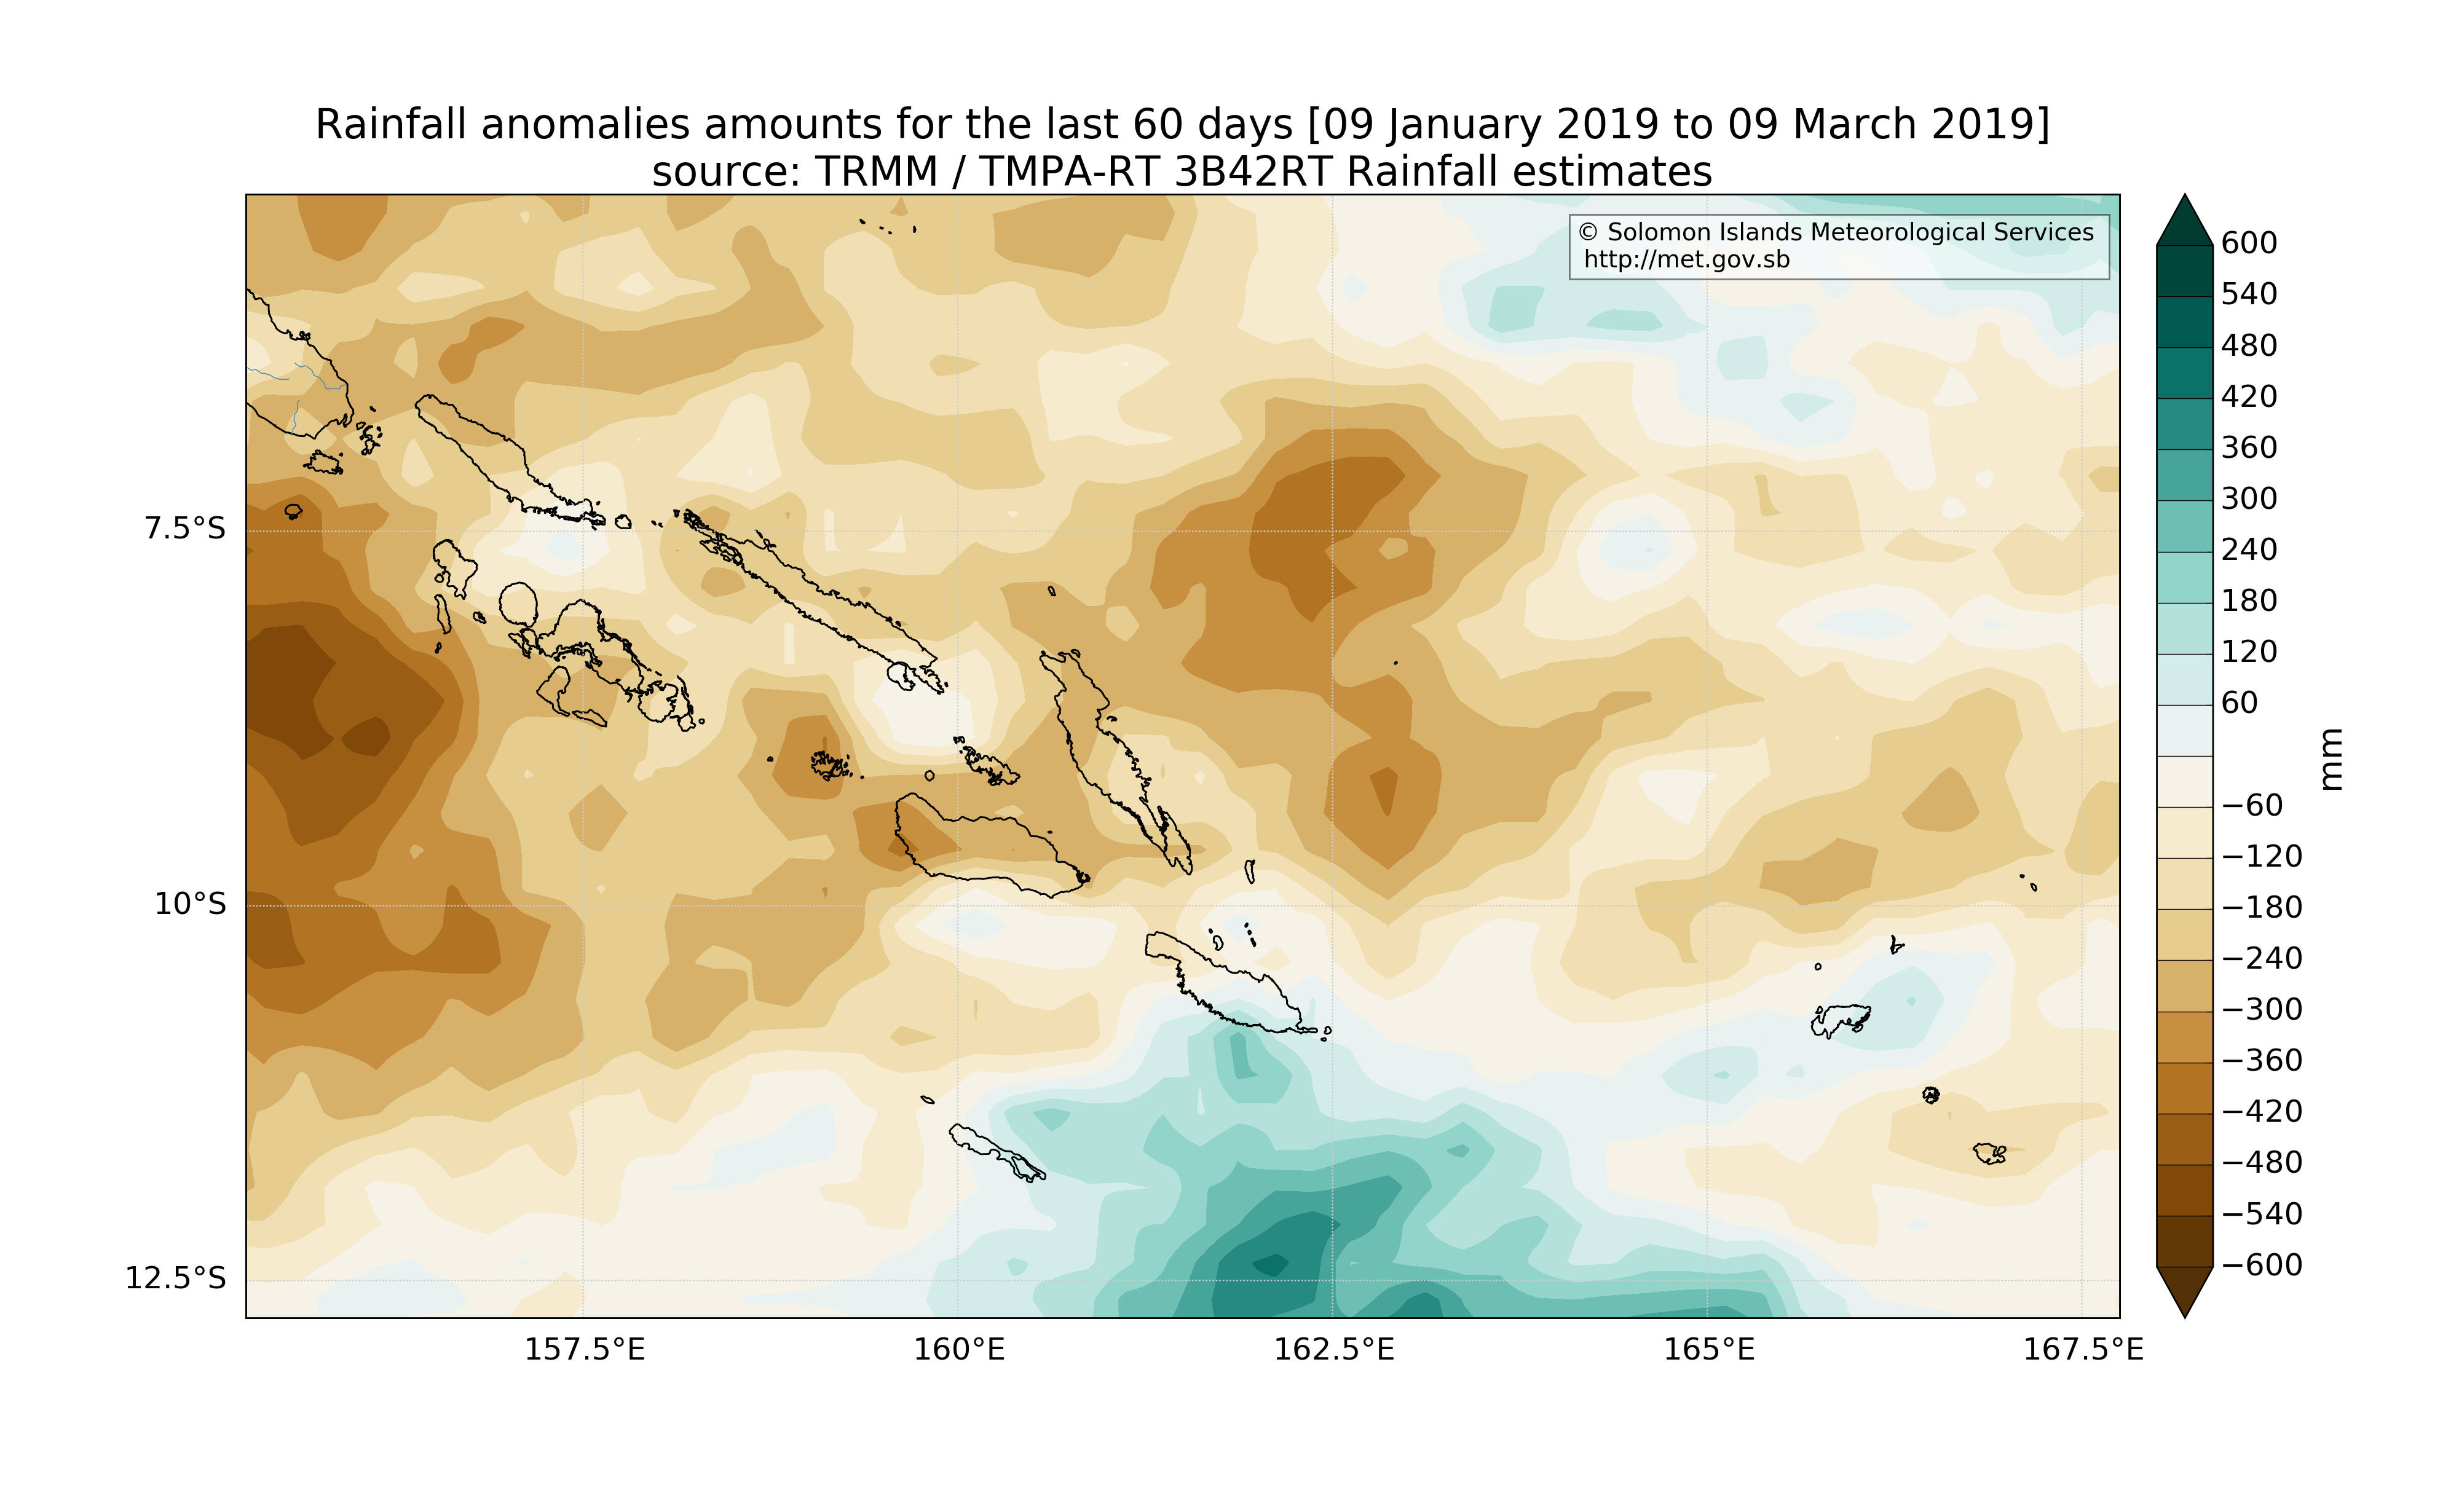 Rainfall anomalies amounts for the last 60 days [09 January 2019 to 09 March 2019]
source: TRMM / TMPA-RT 3B42RT Rainfall estimates
© Solomon Islands Meteorological Services
http://met.gov.sb
7.5°S
10°S
12.5°S
157.5°E
160°E
162.5°E
165°E
167.5°E
600
540
480
420
360
300
240
180
120
60
−60
−120
−180
−240
−300
−360
−420
−480
−540
−600
mm